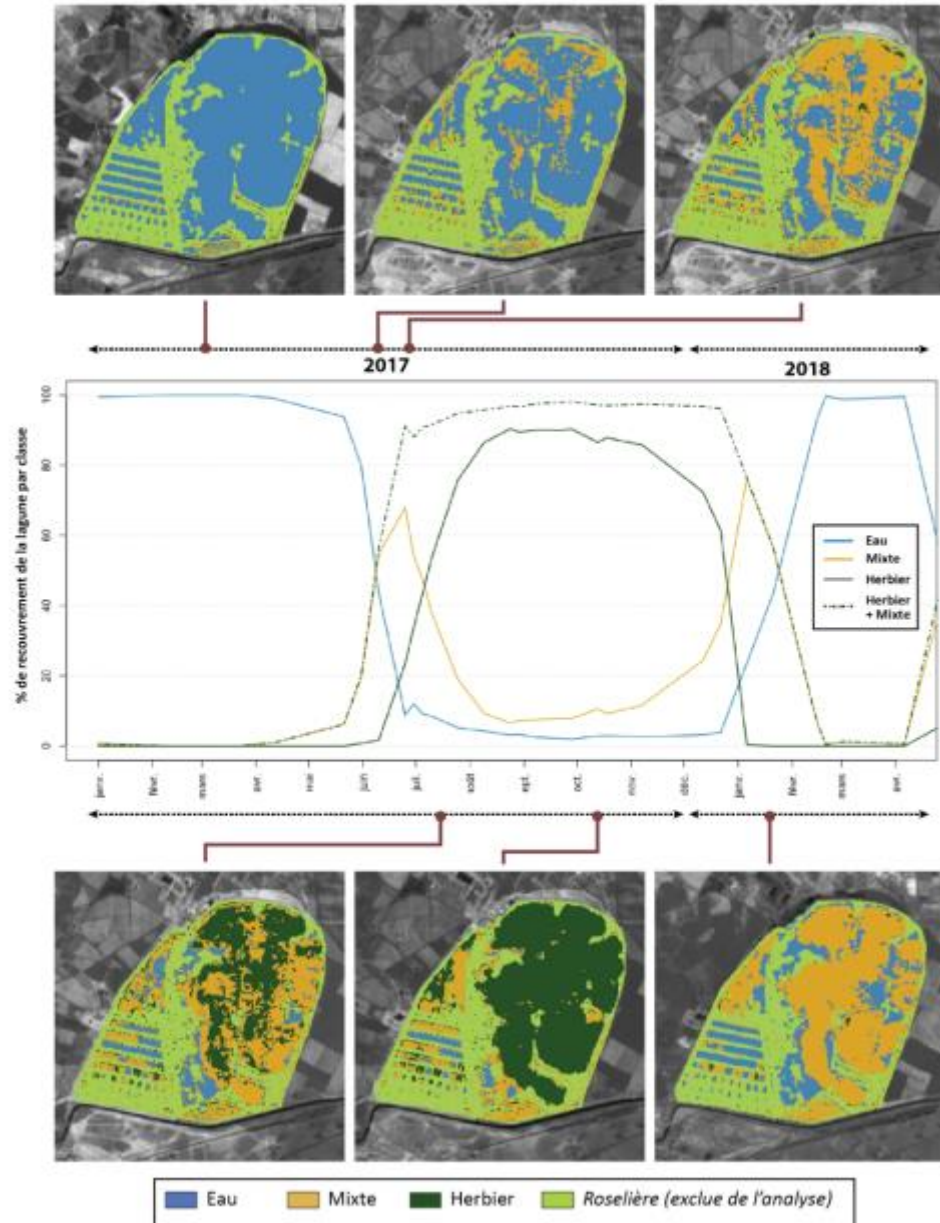 2017
2018
% de recouvrement de la lagune par classe
100
80
60
40
20
0
Eau
Mixte
Herbier
Herbier
+ Mixte
janv.
févr.
mars
avr.
mai
juin
juil.
août
sept.
oct.
nov
déc.
janv.
févr.
mars
avr.
Eau
Mixte
Herbier
Roselière (exclue de l'analyse)